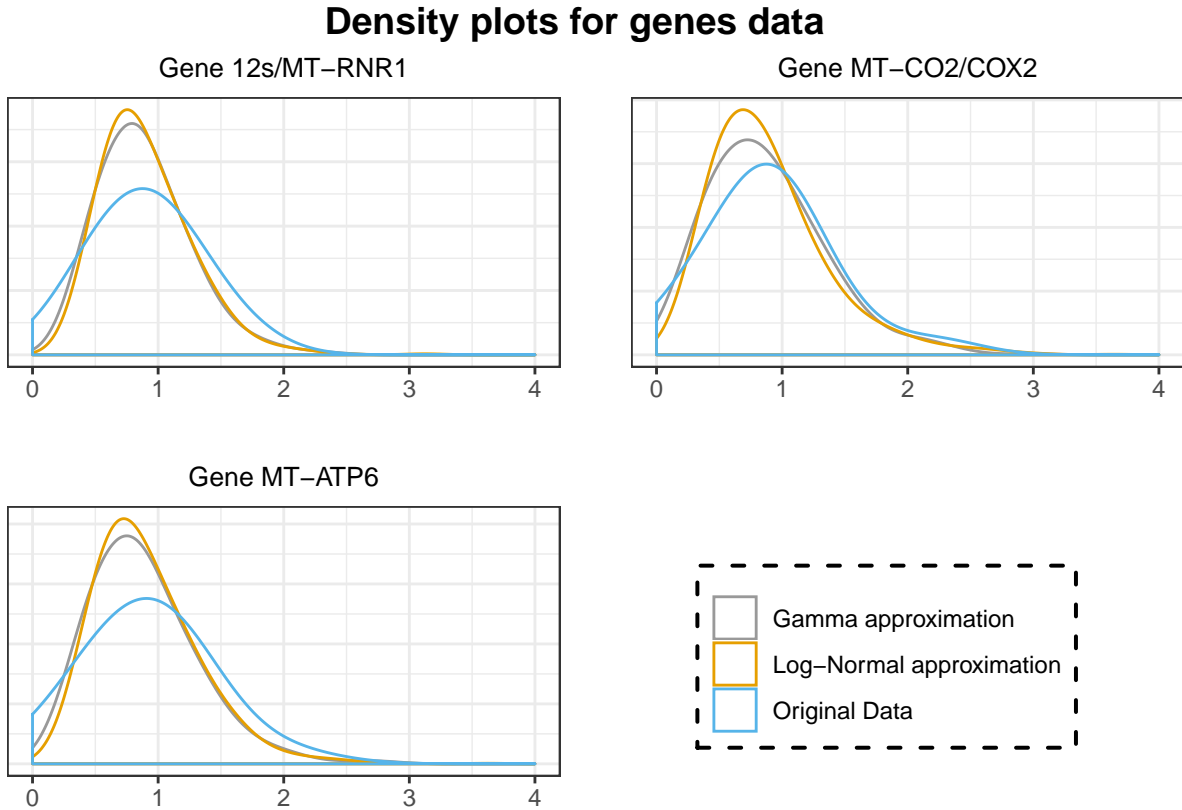 Density plots for genes data
Gene 12s/MT−RNR1
Gene MT−CO2/COX2
0 1 2 3 4
0 1 2 3 4
Gene MT−ATP6
Gamma approximation
Log−Normal approximation
Original Data
0 1 2 3 4